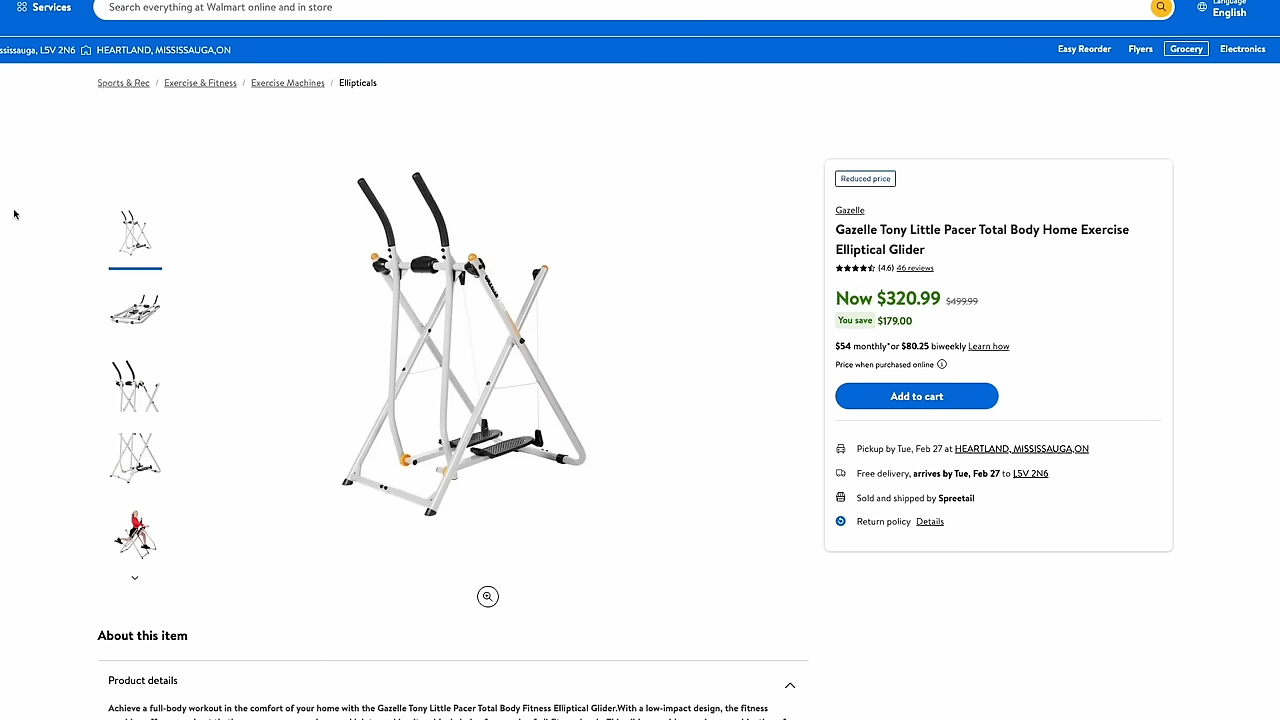 Services
Search everything at Walmart online and in store
Language
English
ssissauga, L5V 2N6
HEARTLAND, MISSISSAUGA,ON
Easy Reorder
Flyers
Grocery
Electronics
Sports & Rec / Exercise & Fitness / Exercise Machines / Ellipticals
Reduced price
Gazelle
Gazelle Tony Little Pacer Total Body Home Exercise
Elliptical Glider
(4.6) 46 reviews
Now $320.99 $499.99
You save $179.00
$54 monthly*or $80.25 biweekly Learn how
Price when purchased online
Add to cart
Pickup by Tue, Feb 27 at HEARTLAND, MISSISSAUGA,ON
Free delivery, arrives by Tue, Feb 27 to L5V 2N6
Sold and shipped by Spreetail
Return policy Details
About this item
Product details
Achieve a full-body workout in the comfort of your home with the Gazelle Tony Little Pacer Total Body Fitness Elliptical Glider.With a low-impact design, the fitness